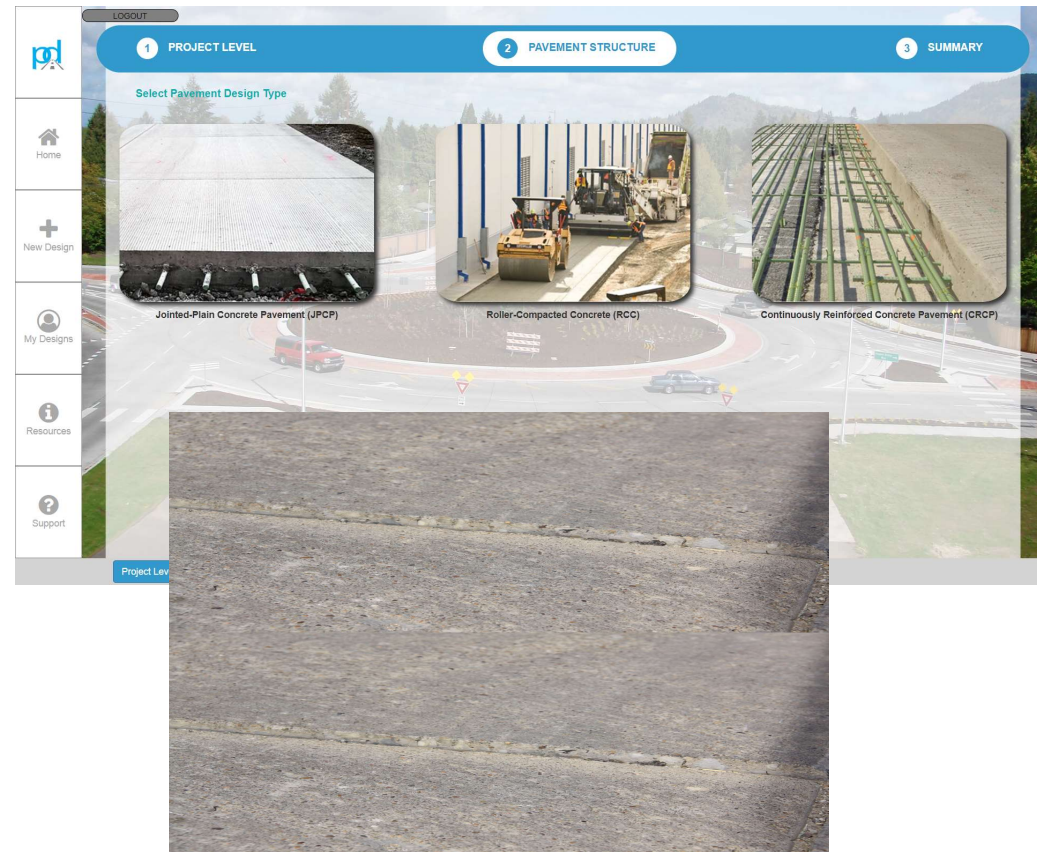 LOGOUT
pd
1 PROJECT LEVEL
2 PAVEMENT STRUCTURE
3 SUMMARY
Select Pavement Design Type
Home
New Design
My Designs
Resources
Support
Jointed-Plain Concrete Pavement (JPCP)
Roller-Compacted Concrete (RCC)
Continuously Reinforced Concrete Pavement (CRCP)
Project Lev